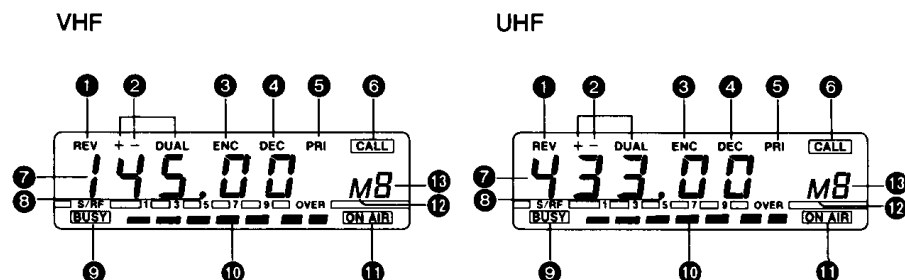 VHF UHF
1 2 3 4 5 6 1 2 3 4 5 6
REV + − DUAL ENC DEC PRI CALL REV + − DUAL ENC DEC PRI CALL
7 145.00 M8 13 7 433.00 M8 13
8 S/RF 1 3 5 7 9 OVER 12 8 S/RF 1 3 5 7 9 OVER 12
BUSY ON AIR BUSY ON AIR
9 10 11 9 10 11